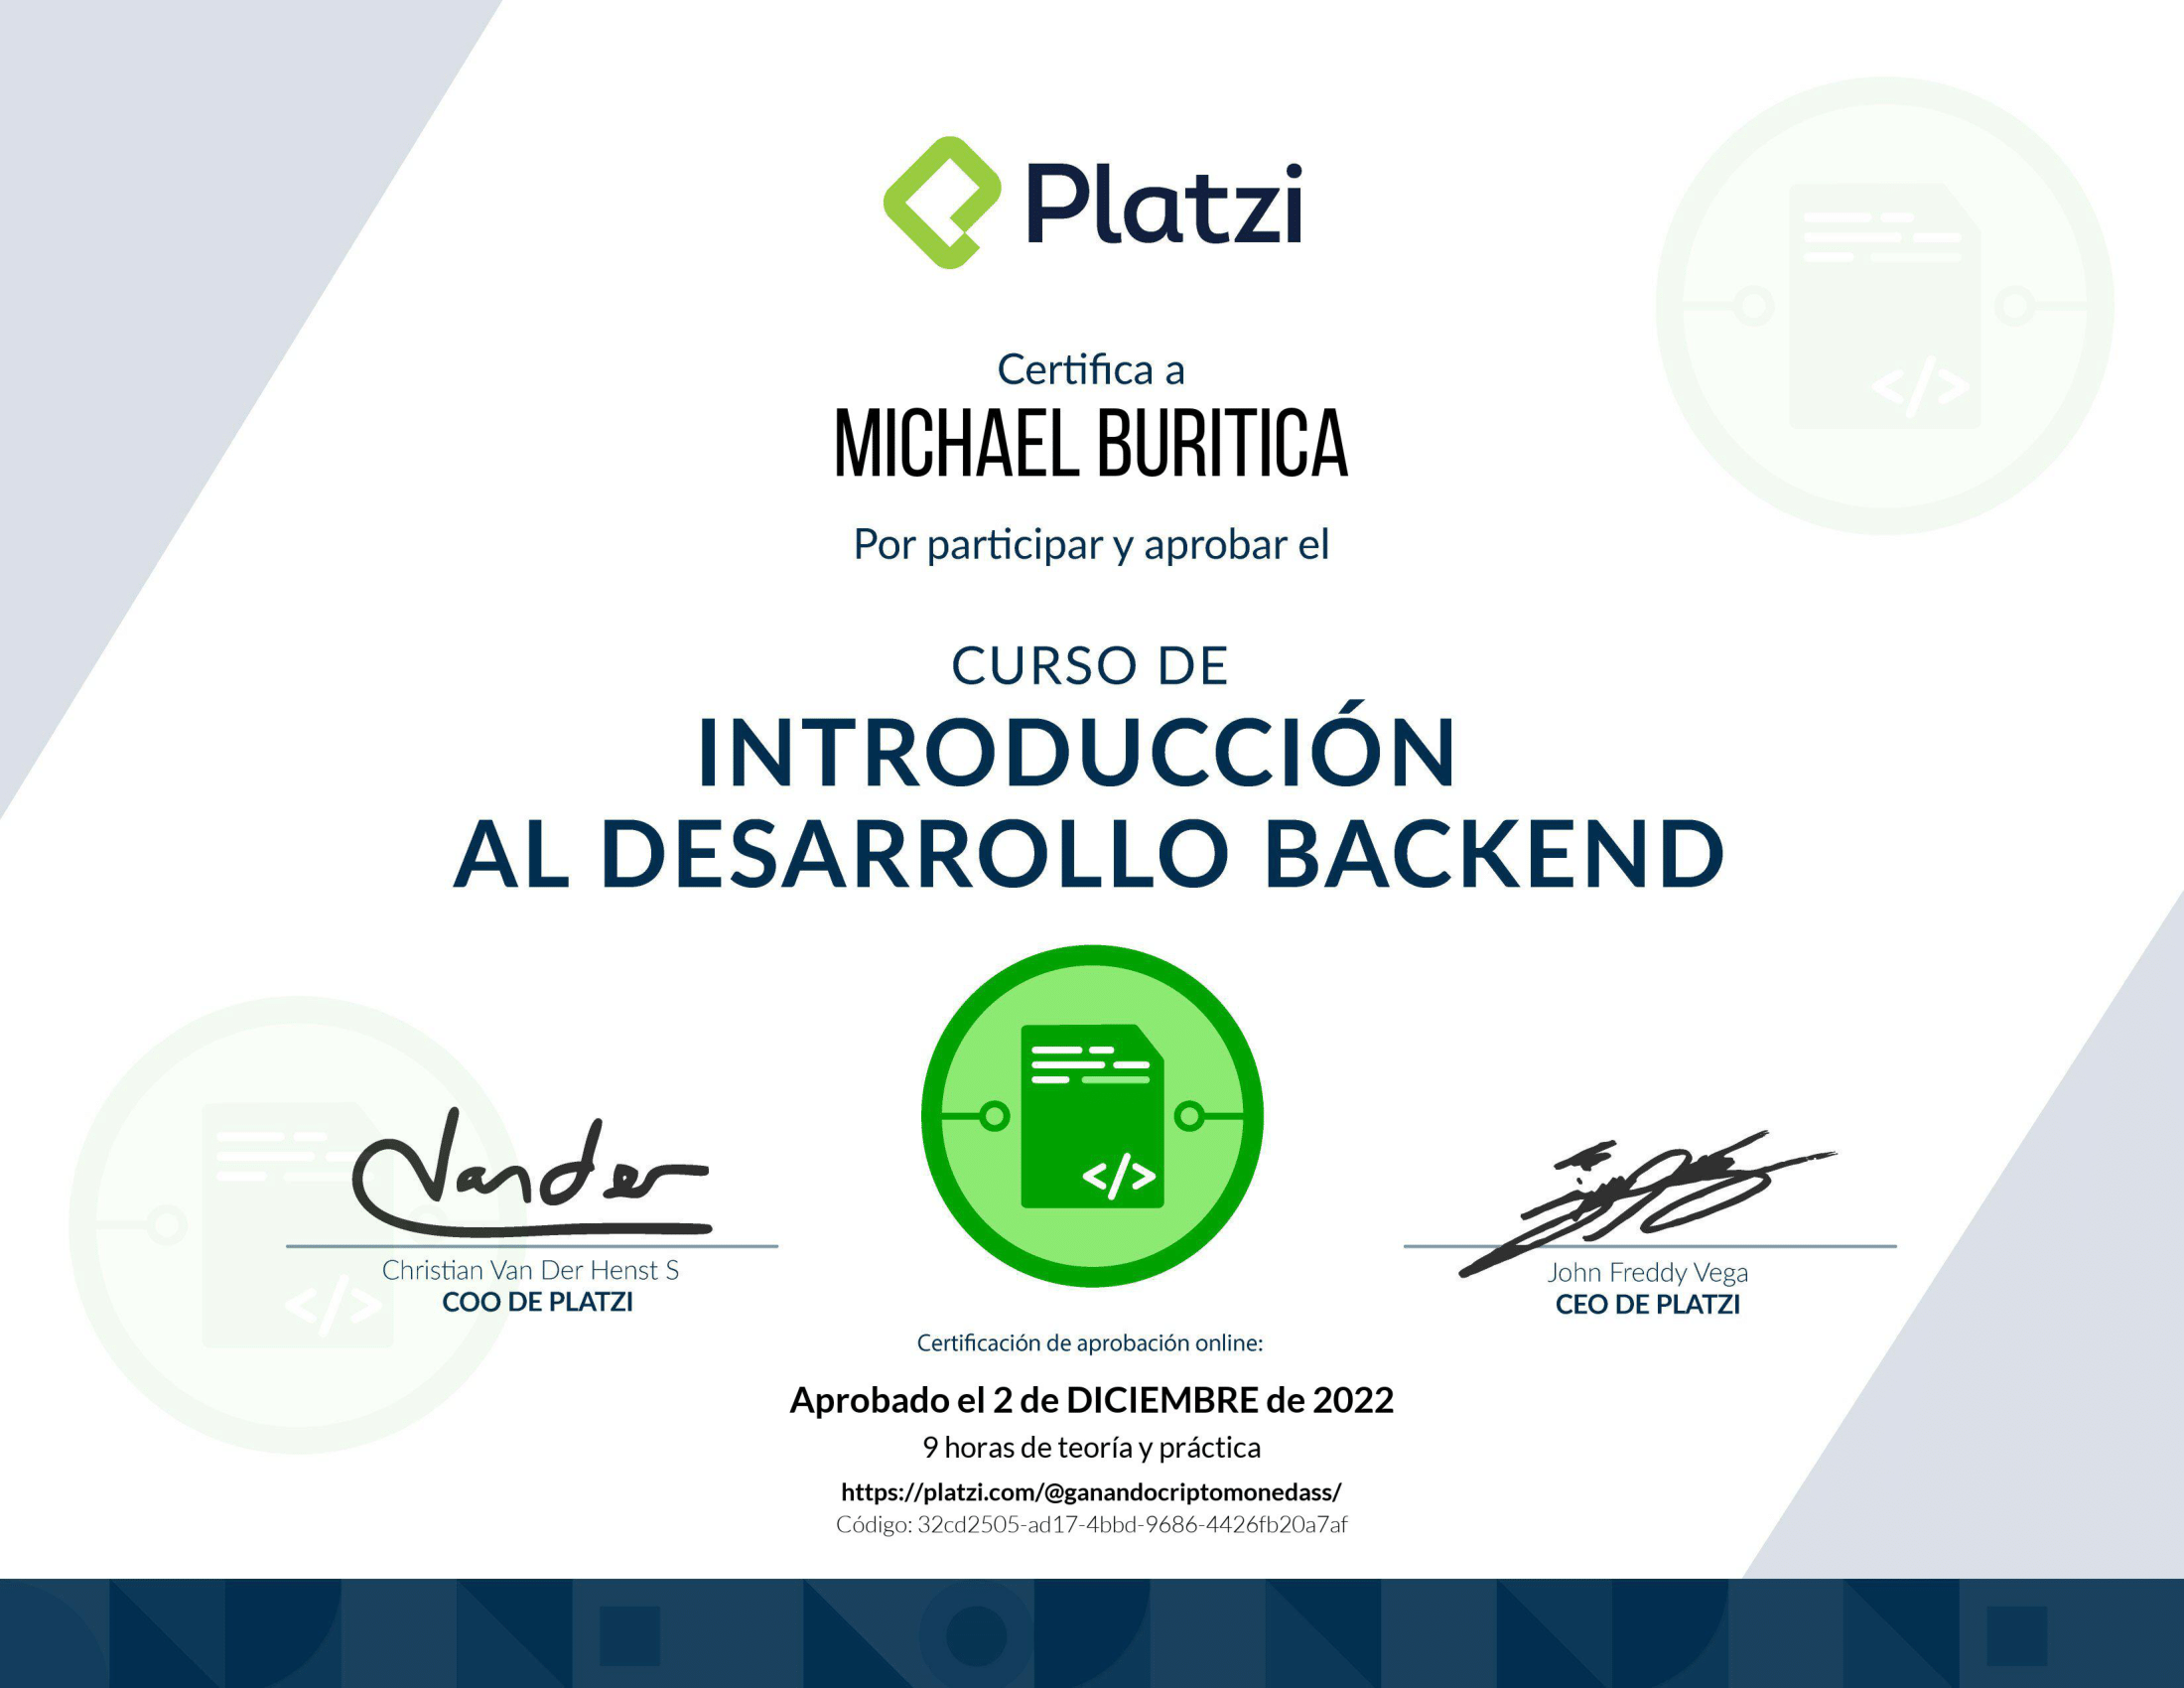 Platzi
Certifica a
MICHAEL BURITICA
Por participar y aprobar el
CURSO DE
INTRODUCCIÓN
AL DESARROLLO BACKEND
</>
</>
Vander
</>
Christian Van Der Henst S
COO DE PLATZI
</>
John Freddy Vega
CEO DE PLATZI
Certificación de aprobación online:
Aprobado el 2 de DICIEMBRE de 2022
9 horas de teoría y práctica
https://platzi.com/@ganandocriptomonedass/
Código: 32cd2505-ad17-4bbd-9686-4426fb20a7af